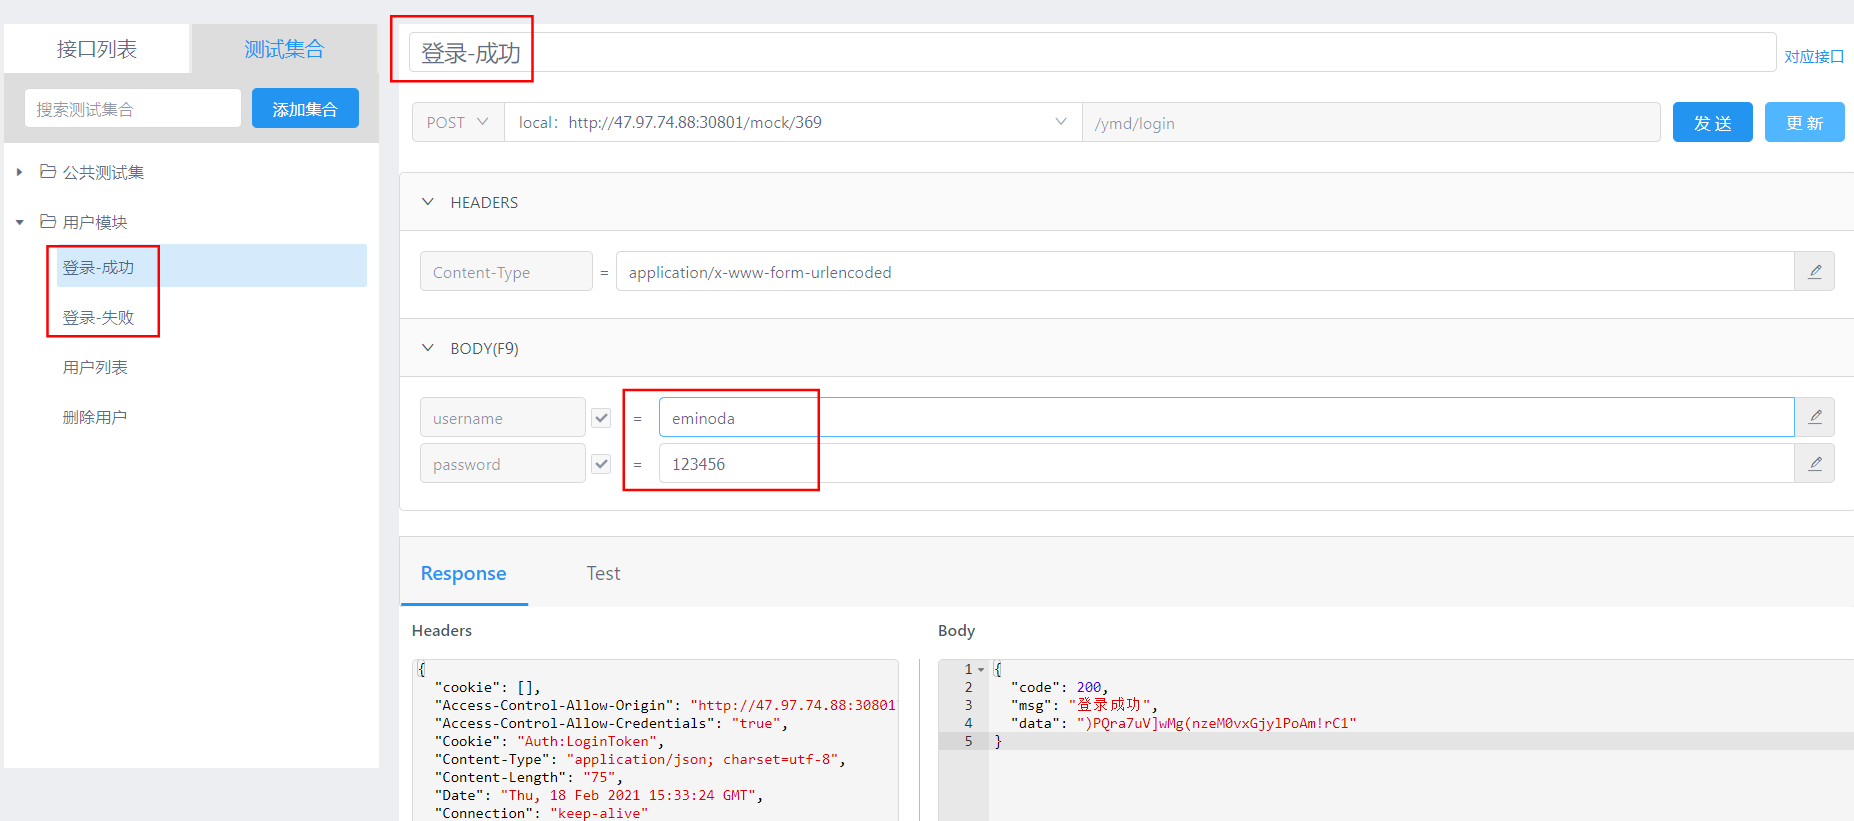 接口列表
测试集合
搜索测试集合
添加集合
公共测试集
用户模块
登录-成功
登录-失败
用户列表
删除用户
登录-成功
对应接口
POST
local：http://47.97.74.88:30801/mock/369
/ymd/login
发 送
更 新
HEADERS
Content-Type = application/x-www-form-urlencoded
BODY(F9)
username = eminoda
password = 123456
Response
Test
Headers
{
"cookie": [],
"Access-Control-Allow-Origin": "http://47.97.74.88:30801
"Access-Control-Allow-Credentials": "true",
"Cookie": "Auth:LoginToken",
"Content-Type": "application/json; charset=utf-8",
"Content-Length": "75",
"Date": "Thu, 18 Feb 2021 15:33:24 GMT",
"Connection": "keep-alive"
Body
1 {
2 "code": 200,
3 "msg": "登录成功",
4 "data": ")PQra7uV]wMg(nzeM0vxGjylPoAm!rC1"
5 }